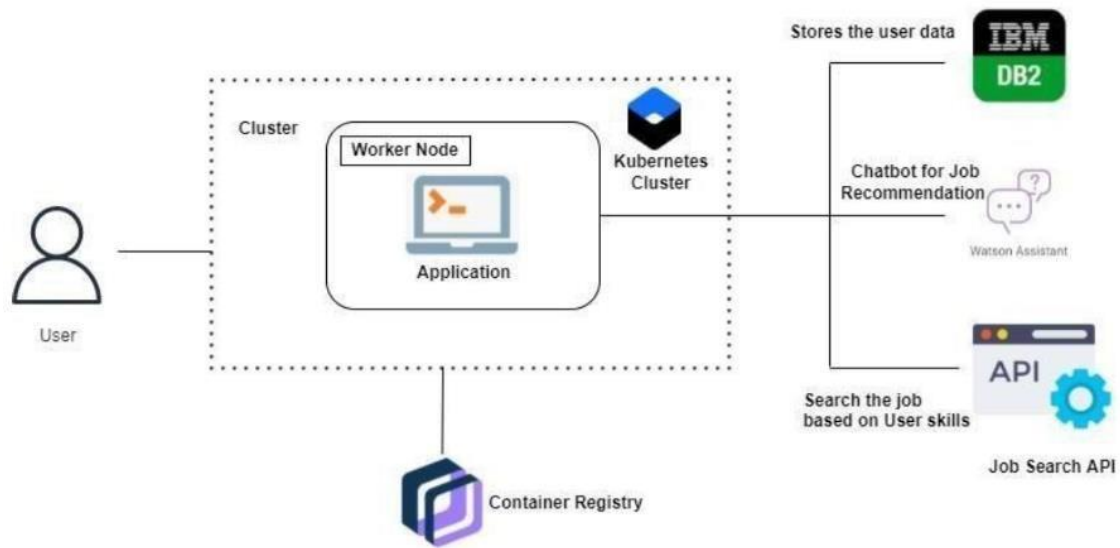 Stores the user data
IBM
DB2
Cluster
Worker Node
Kubernetes
Cluster
Application
Chatbot for Job
Recommendation
?
Watson Assistant
User
API
Search the job
based on User skills
Job Search API
Container Registry